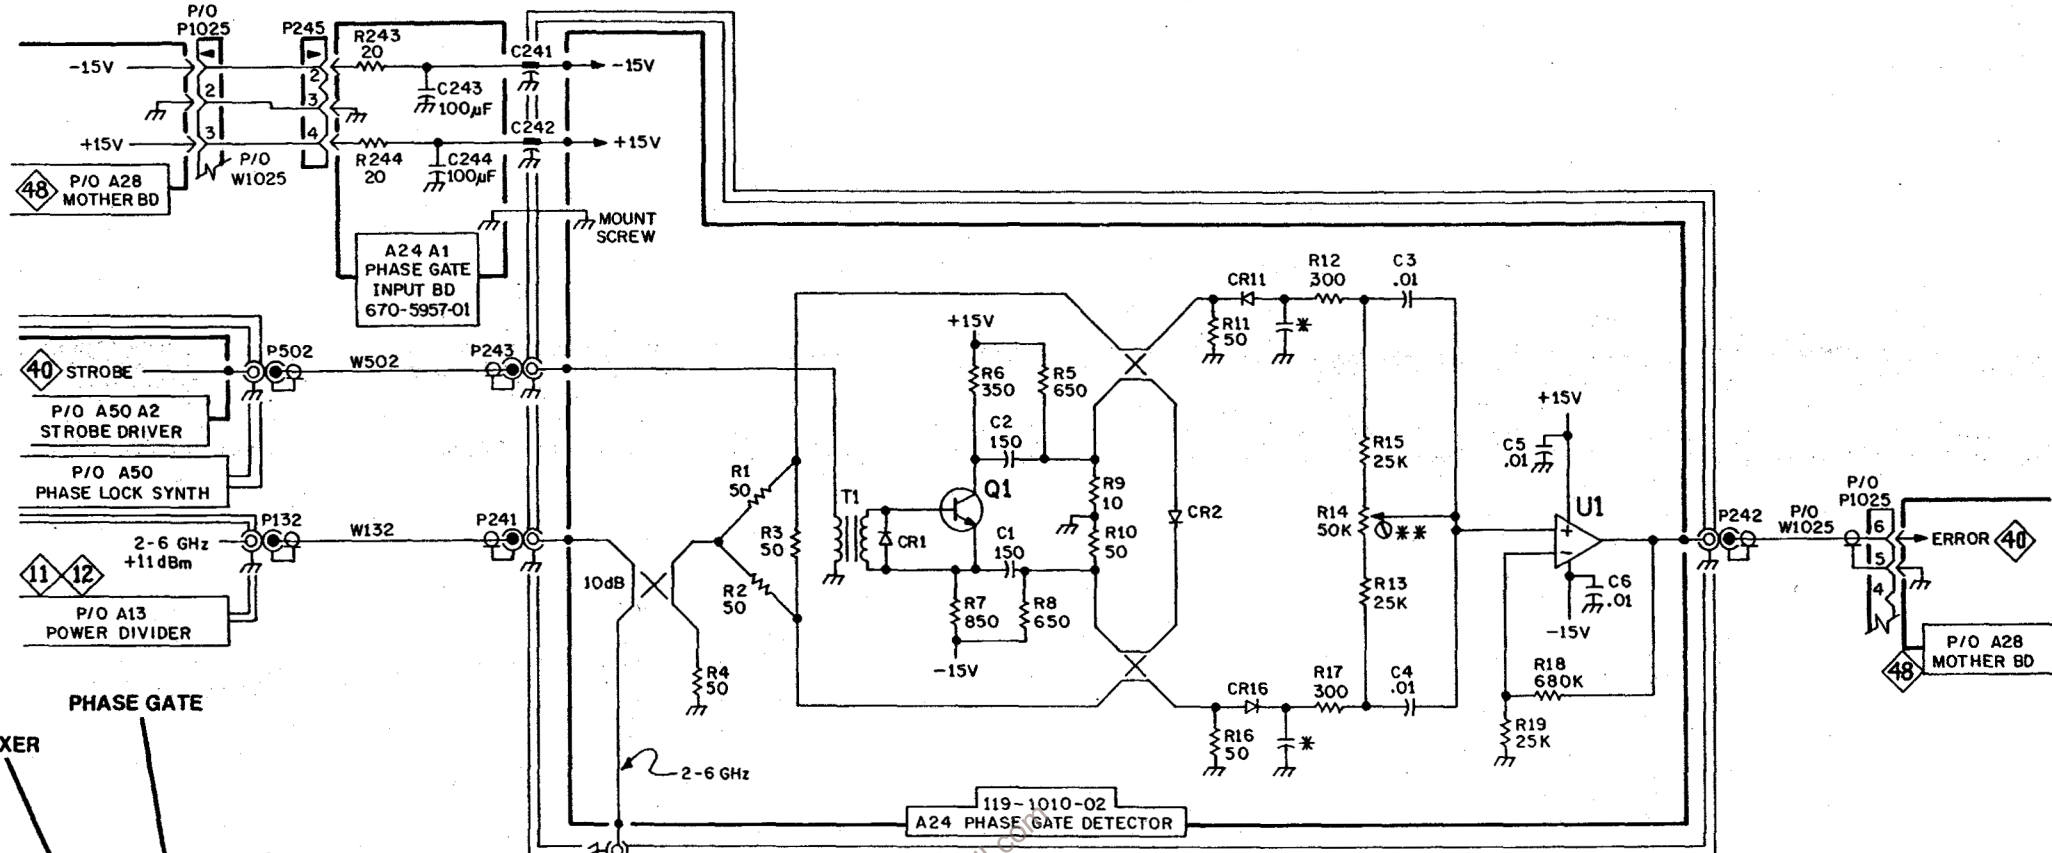 P/O
P1025
P245
R243
20
C241
-15V
2
-15V
C243
100µF
2
3
+15V
3
4
C242
+15V
P/O
W1025
R244
20
C244
100µF
48
P/O A28
MOTHER BD
MOUNT
SCREW
A24 A1
PHASE GATE
INPUT BD
670-5957-01
40
STROBE
P502
W502
P243
P/O A50 A2
STROBE DRIVER
P/O A50
PHASE LOCK SYNTH
2-6 GHz
+11dBm
P132
W132
P241
11
12
P/O A13
POWER DIVIDER
10dB
R1
50
R3
50
R2
50
R4
50
T1
CR1
Q1
+15V
R6
350
R5
650
C2
150
C1
150
R7
850
R8
650
-15V
R9
10
R10
50
CR2
CR11
R11
50
*
R12
300
C3
.01
R15
25K
R14
50K
**
R13
25K
CR16
R16
50
*
R17
300
C4
.01
+15V
C5
.01
U1
+
−
C6
.01
-15V
R18
680K
R19
25K
P242
P/O
W1025
P/O
P1025
6
5
4
ERROR
40
48
P/O A28
MOTHER BD
PHASE GATE
XER
2-6 GHz
119-1010-02
A24 PHASE GATE DETECTOR
.com